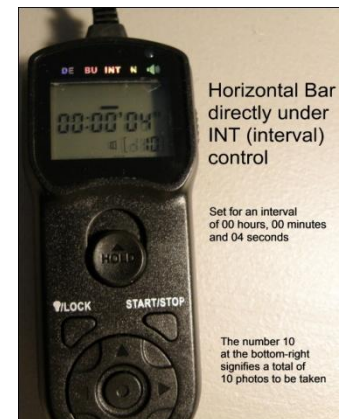 DE BU INT N
Horizontal Bar
directly under
INT (interval)
control
00:00'04"
[10]
Set for an interval
of 00 hours, 00 minutes
and 04 seconds
HOLD
/LOCK START/STOP
The number 10
at the bottom-right
signifies a total of
10 photos to be taken